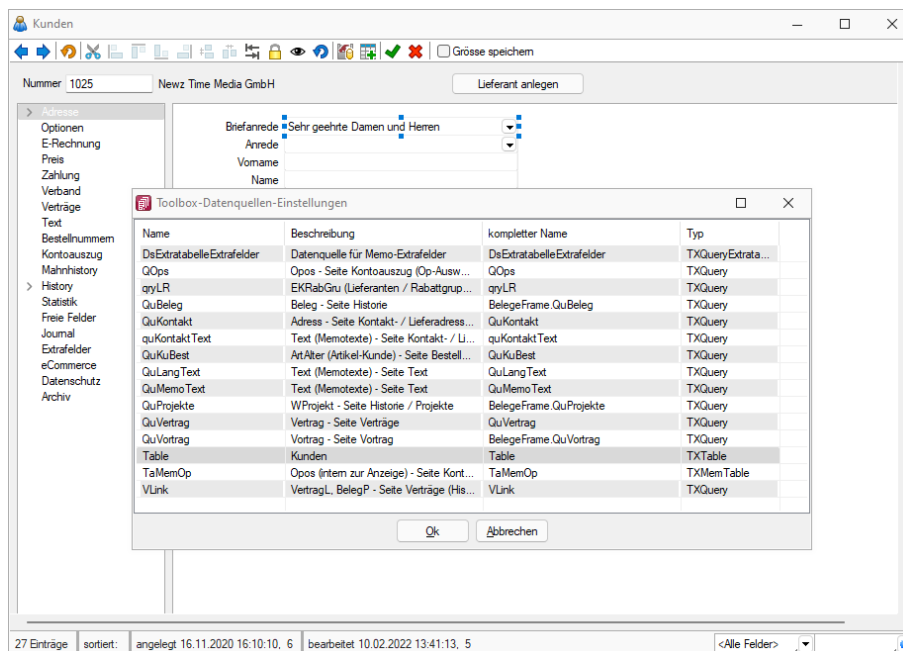 Kunden
Grösse speichern
Nummer 1025 Newz Time Media GmbH Lieferant anlegen
Adresse
Optionen
E-Rechnung
Preis
Zahlung
Verband
Verträge
Text
Bestellnummern
Kontoauszug
Mahnhistory
History
Statistik
Freie Felder
Journal
Extrafelder
eCommerce
Datenschutz
Archiv
Briefanrede Sehr geehrte Damen und Herren
Anrede
Vorname
Name
Toolbox-Datenquellen-Einstellungen
Name Beschreibung kompletter Name Typ
DsExtratabelleExtrafelder Datenquelle für Memo-Extrafelder DsExtratabelleExtrafelder TXQueryExtrata...
QOps Opos - Seite Kontoauszug (Op-Ausw... QOps TXQuery
qryLR EKRabGru (Lieferanten / Rabattgrup... qryLR TXQuery
QuBeleg Beleg - Seite Historie BelegeFrame.QuBeleg TXQuery
QuKontakt Adress - Seite Kontakt- / Lieferadress... QuKontakt TXQuery
quKontaktText Text (Memotexte) - Seite Kontakt- / Li... quKontaktText TXQuery
QuKuBest ArtAlter (Artikel-Kunde) - Seite Bestell... QuKuBest TXQuery
QuLangText Text (Memotexte) - Seite Text QuLangText TXQuery
QuMemoText Text (Memotexte) - Seite Text QuMemoText TXQuery
QuProjekte WProjekt - Seite Historie / Projekte BelegeFrame.QuProjekte TXQuery
QuVertrag Vertrag - Seite Verträge QuVertrag TXQuery
QuVortrag Vortrag - Seite Vortrag BelegeFrame.QuVortrag TXQuery
Table Kunden Table TXTable
TaMemOp Opos (intern zur Anzeige) - Seite Kont... TaMemOp TXMemTable
VLink VertragL, BelegP - Seite Verträge (His... VLink TXQuery
Ok Abbrechen
27 Einträge sortiert: angelegt 16.11.2020 16:10:10, 6 bearbeitet 10.02.2022 13:41:13, 5 <Alle Felder>